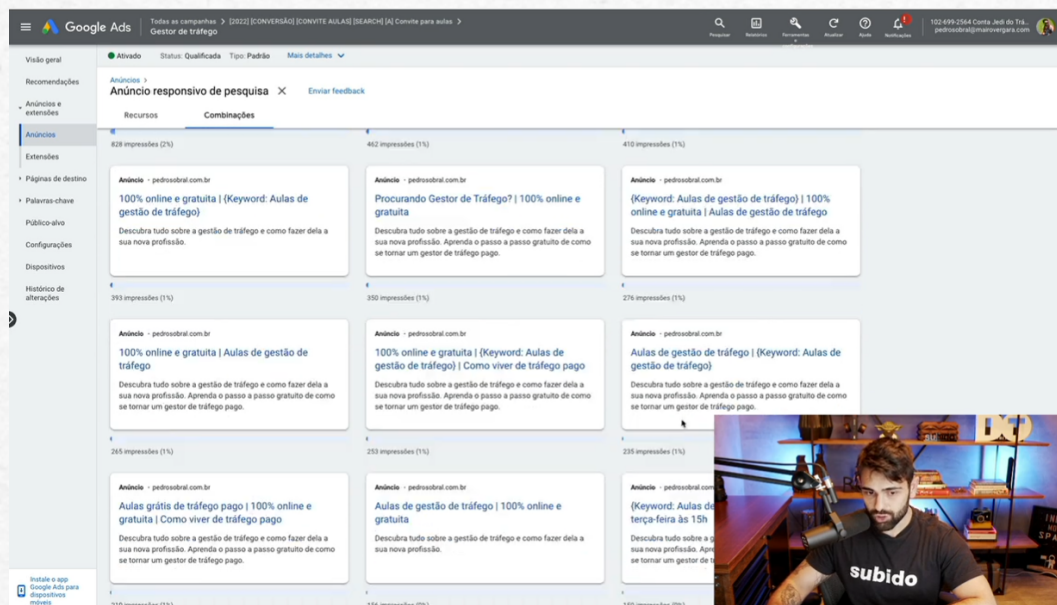 Google Ads
Todas as campanhas > [2022] [CONVERSÃO] [CONVITE AULAS] [SEARCH] [A] Convite para aulas >
Gestor de tráfego
Pesquisar
Relatórios
Ferramentas
Atualizar
Ajuda
Notificações
102-699-2564 Conta Jedi do Trá...
pedrosobral@mairovergara.com
Visão geral
Recomendações
Anúncios e
extensões
Anúncios
Extensões
Páginas de destino
Palavras-chave
Público-alvo
Configurações
Dispositivos
Histórico de
alterações
Instale o app
Google Ads para
dispositivos
móveis
Ativado Status: Qualificada Tipo: Padrão Mais detalhes
Anúncios >
Anúncio responsivo de pesquisa Enviar feedback
Recursos Combinações
828 impressões (2%)
462 impressões (1%)
410 impressões (1%)
Anúncio · pedrosobral.com.br
100% online e gratuita | {Keyword: Aulas de
gestão de tráfego}
Descubra tudo sobre a gestão de tráfego e como fazer dela a
sua nova profissão.
393 impressões (1%)
Anúncio · pedrosobral.com.br
Procurando Gestor de Tráfego? | 100% online e
gratuita
Descubra tudo sobre a gestão de tráfego e como fazer dela a
sua nova profissão. Aprenda o passo a passo gratuito de como
se tornar um gestor de tráfego pago.
350 impressões (1%)
Anúncio · pedrosobral.com.br
{Keyword: Aulas de gestão de tráfego} | 100%
online e gratuita | Aulas de gestão de tráfego
Descubra tudo sobre a gestão de tráfego e como fazer dela a
sua nova profissão. Aprenda o passo a passo gratuito de como
se tornar um gestor de tráfego pago.
276 impressões (1%)
Anúncio · pedrosobral.com.br
100% online e gratuita | Aulas de gestão de
tráfego
Descubra tudo sobre a gestão de tráfego e como fazer dela a
sua nova profissão. Aprenda o passo a passo gratuito de como
se tornar um gestor de tráfego pago.
265 impressões (1%)
Anúncio · pedrosobral.com.br
100% online e gratuita | {Keyword: Aulas de
gestão de tráfego} | Como viver de tráfego pago
Descubra tudo sobre a gestão de tráfego e como fazer dela a
sua nova profissão. Aprenda o passo a passo gratuito de como
se tornar um gestor de tráfego pago.
253 impressões (1%)
Anúncio · pedrosobral.com.br
Aulas de gestão de tráfego | {Keyword: Aulas de
gestão de tráfego}
Descubra tudo sobre a gestão de tráfego e como fazer dela a
sua nova profissão. Aprenda o passo a passo gratuito de como
se tornar um gestor de tráfego pago.
235 impressões (1%)
Anúncio · pedrosobral.com.br
Aulas grátis de tráfego pago | 100% online e
gratuita | Como viver de tráfego pago
Descubra tudo sobre a gestão de tráfego e como fazer dela a
sua nova profissão. Aprenda o passo a passo gratuito de como
se tornar um gestor de tráfego pago.
Anúncio · pedrosobral.com.br
Aulas de gestão de tráfego | 100% online e
gratuita
Descubra tudo sobre a gestão de tráfego e como fazer dela a
sua nova profissão.
Anúncio · pedrosobral.com
{Keyword: Aulas de
terça-feira às 15h
Descubra tudo sobre a g
sua nova profissão. Apre
se tornar um gestor de t
subido